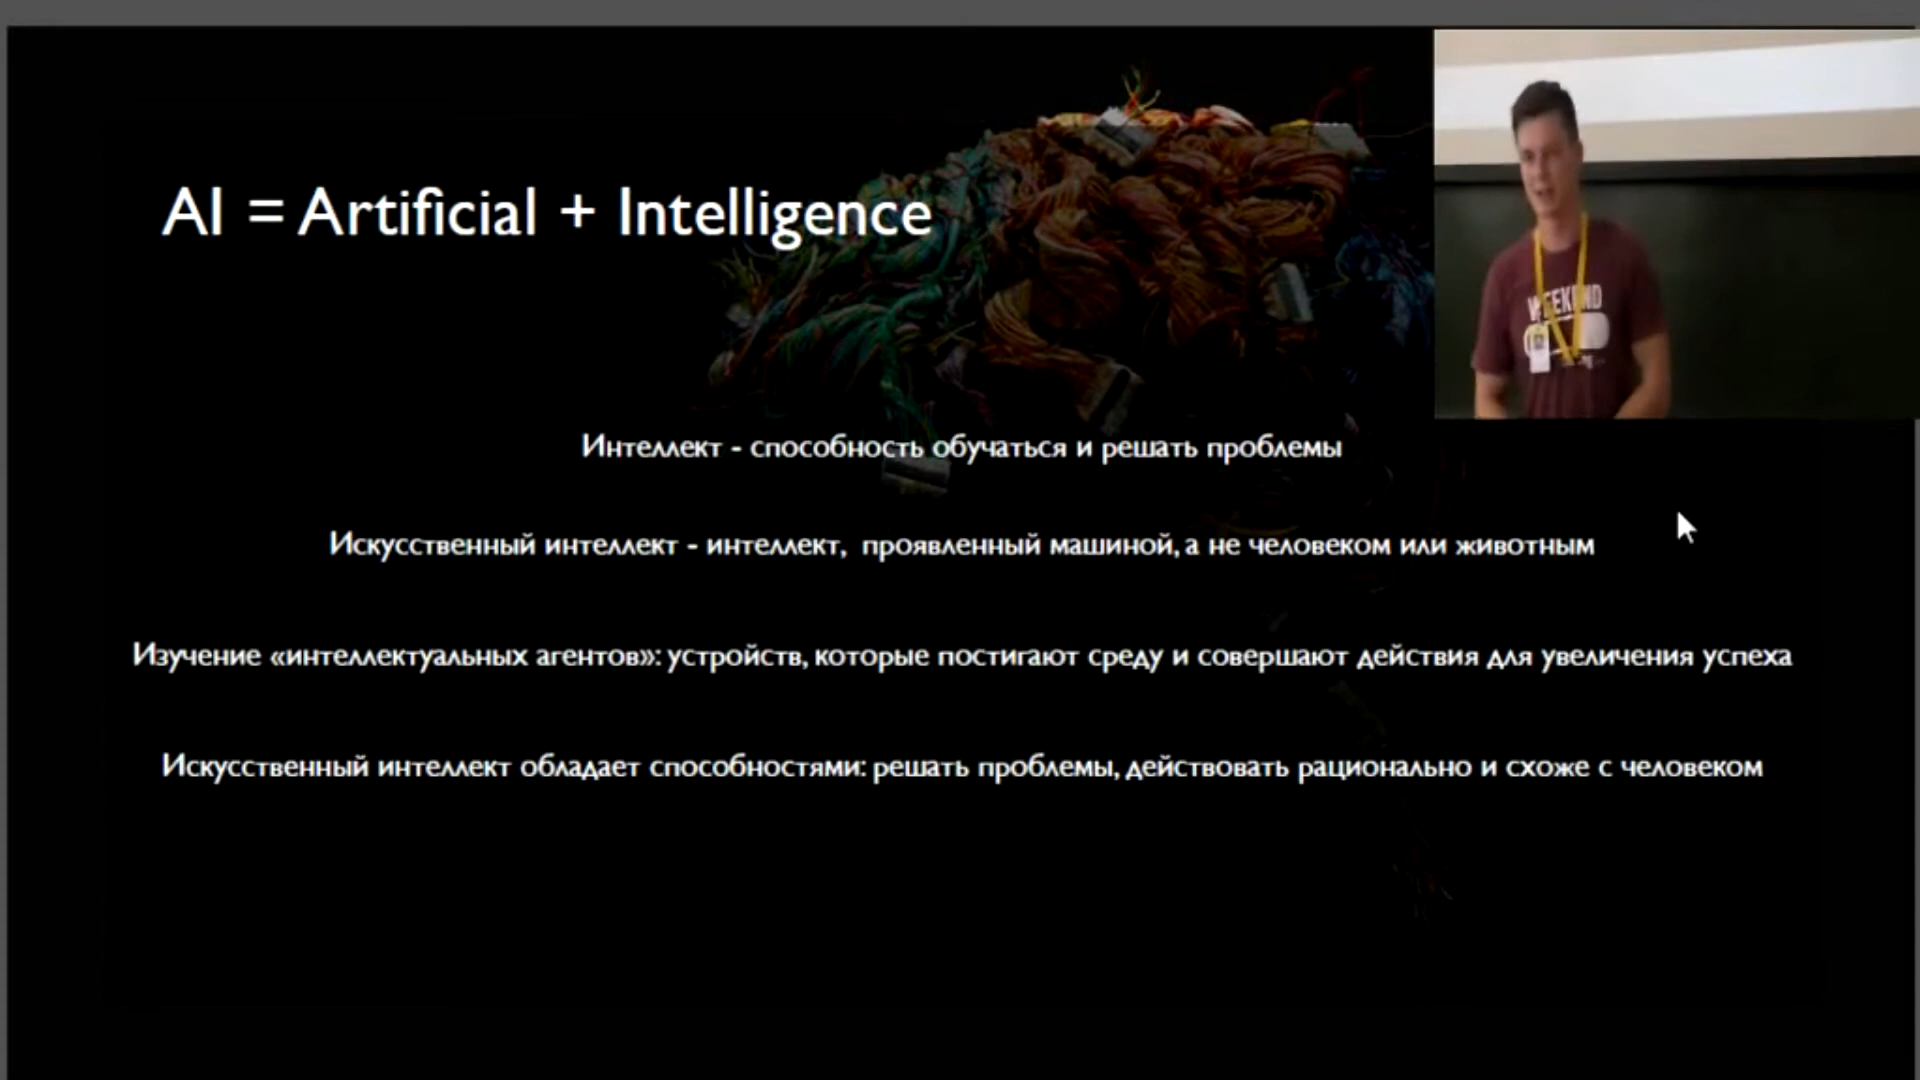 AI = Artificial + Intelligence
WEEKEND
Интеллект - способность обучаться и решать проблемы
Искусственный интеллект - интеллект, проявленный машиной, а не человеком или животным
Изучение «интеллектуальных агентов»: устройств, которые постигают среду и совершают действия для увеличения успеха
Искусственный интеллект обладает способностями: решать проблемы, действовать рационально и схоже с человеком